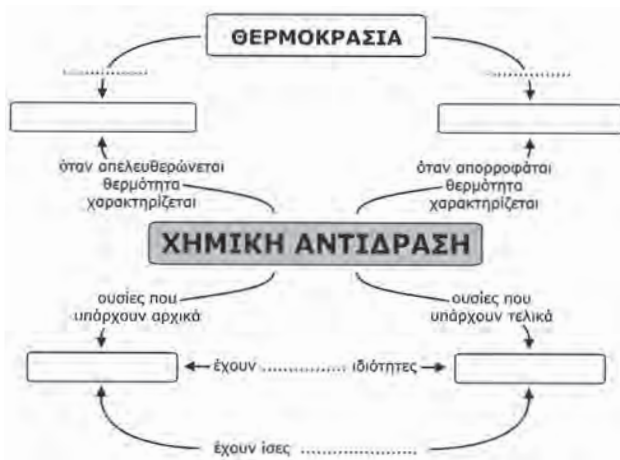 ΘΕΡΜΟΚΡΑΣΙΑ
................ ................
όταν απελευθερώνεται
θερμότητα
χαρακτηρίζεται
όταν απορροφάται
θερμότητα
χαρακτηρίζεται
ΧΗΜΙΚΗ ΑΝΤΙΔΡΑΣΗ
ουσίες που
υπάρχουν αρχικά
ουσίες που
υπάρχουν τελικά
έχουν ................ ιδιότητες
έχουν ίσες ......................